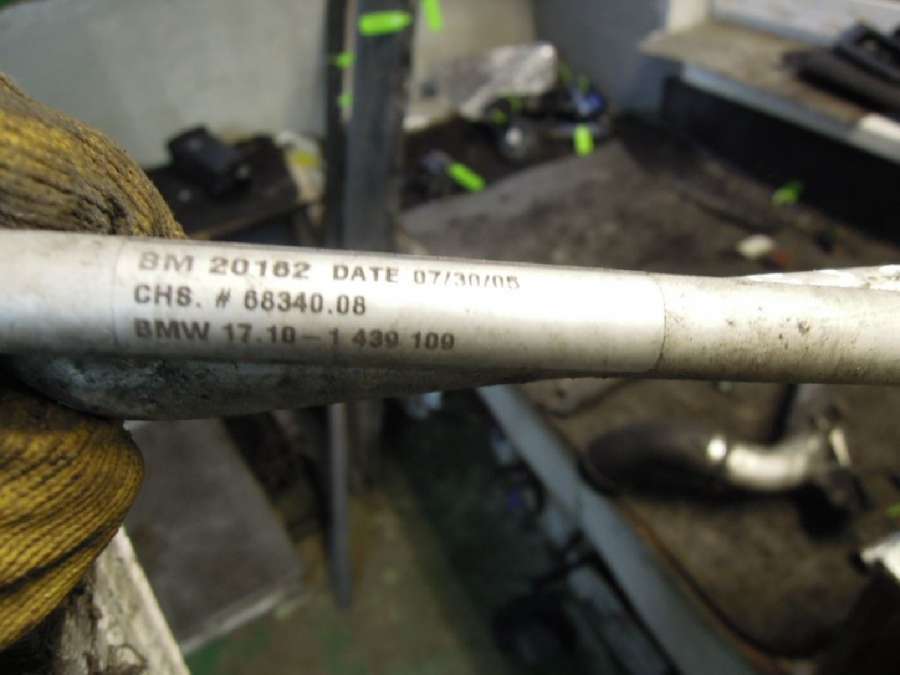 BM 20162 DATE 07/30/05
CHS. # 68340.08
BMW 17.10-1 439 109